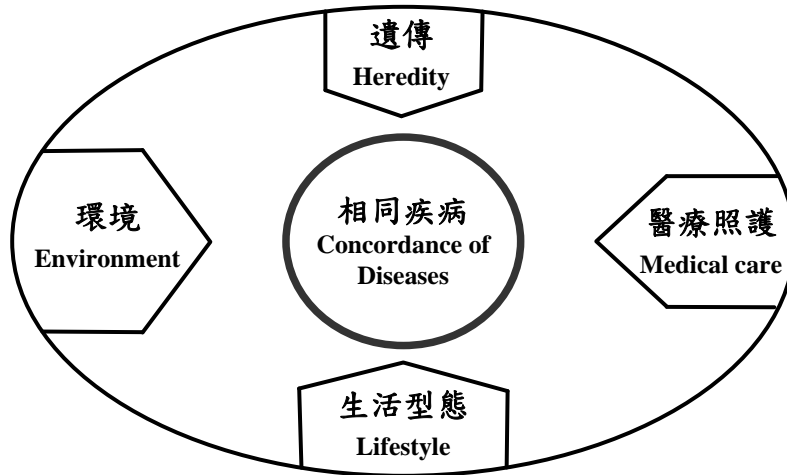 遺傳
Heredity
環境
Environment
相同疾病
Concordance of
Diseases
醫療照護
Medical care
生活型態
Lifestyle